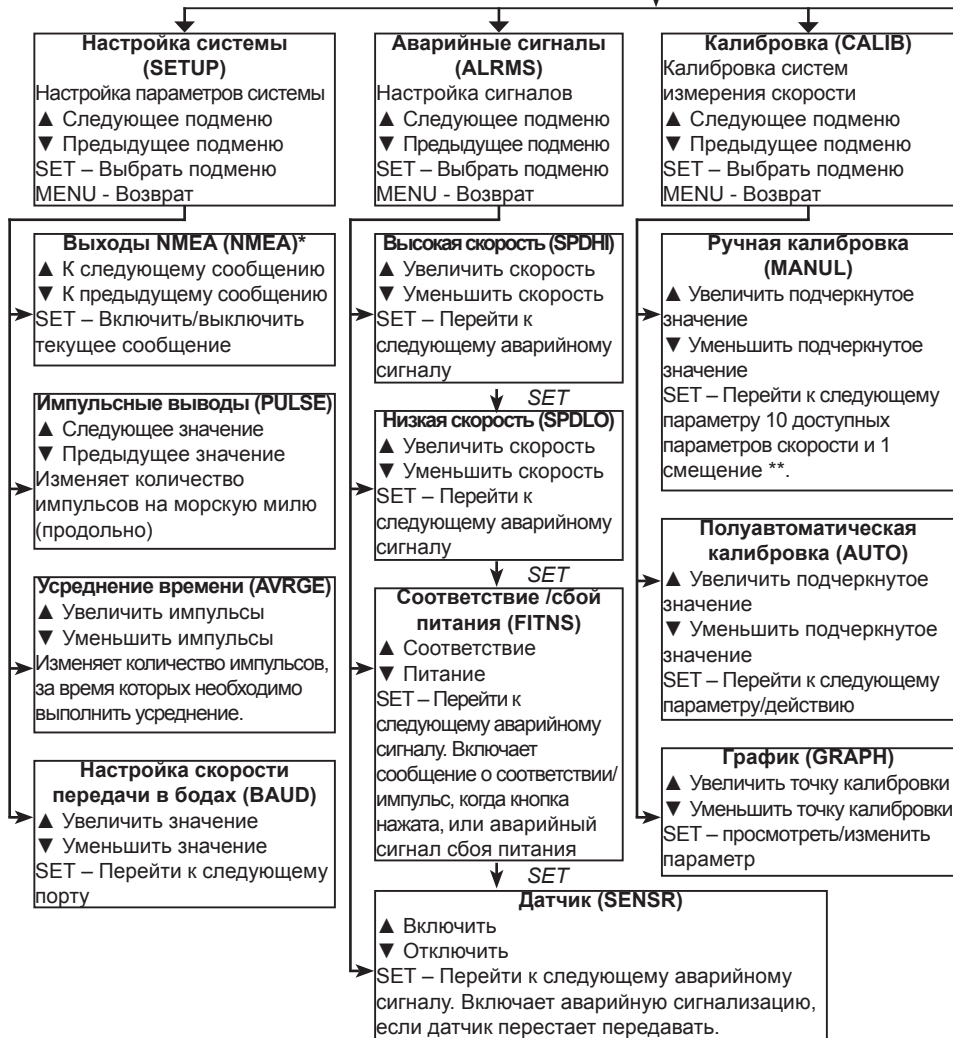 Настройка системы
(SETUP)
Настройка параметров системы
▲ Следующее подменю
▼ Предыдущее подменю
SET – Выбрать подменю
MENU - Возврат
Выходы NMEA (NMEA)*
▲ К следующему сообщению
▼ К предыдущему сообщению
SET – Включить/выключить
текущее сообщение
Импульсные выводы (PULSE)
▲ Следующее значение
▼ Предыдущее значение
Изменяет количество
импульсов на морскую милю
(продольно)
Усреднение времени (AVRGE)
▲ Увеличить импульсы
▼ Уменьшить импульсы
Изменяет количество импульсов,
за время которых необходимо
выполнить усреднение.
Настройка скорости
передачи в бодах (BAUD)
▲ Увеличить значение
▼ Уменьшить значение
SET – Перейти к следующему
порту
Аварийные сигналы
(ALRMS)
Настройка сигналов
▲ Следующее подменю
▼ Предыдущее подменю
SET – Выбрать подменю
MENU - Возврат
Высокая скорость (SPDHI)
▲ Увеличить скорость
▼ Уменьшить скорость
SET – Перейти к
следующему аварийному
сигналу
SET
Низкая скорость (SPDLO)
▲ Увеличить скорость
▼ Уменьшить скорость
SET – Перейти к
следующему аварийному
сигналу
SET
Соответствие /сбой
питания (FITNS)
▲ Соответствие
▼ Питание
SET – Перейти к
следующему аварийному
сигналу. Включает
сообщение о соответствии/
импульс, когда кнопка
нажата, или аварийный
сигнал сбоя питания
SET
Датчик (SENSR)
▲ Включить
▼ Отключить
SET – Перейти к следующему аварийному
сигналу. Включает аварийную сигнализацию,
если датчик перестает передавать.
Калибровка (CALIB)
Калибровка систем
измерения скорости
▲ Следующее подменю
▼ Предыдущее подменю
SET – Выбрать подменю
MENU - Возврат
Ручная калибровка
(MANUL)
▲ Увеличить подчеркнутое
значение
▼ Уменьшить подчеркнутое
значение
SET – Перейти к следующему
параметру 10 доступных
параметров скорости и 1
смещение **.
Полуавтоматическая
калибровка (AUTO)
▲ Увеличить подчеркнутое
значение
▼ Уменьшить подчеркнутое
значение
SET – Перейти к следующему
параметру/действию
График (GRAPH)
▲ Увеличить точку калибровки
▼ Уменьшить точку калибровки
SET – просмотреть/изменить
параметр